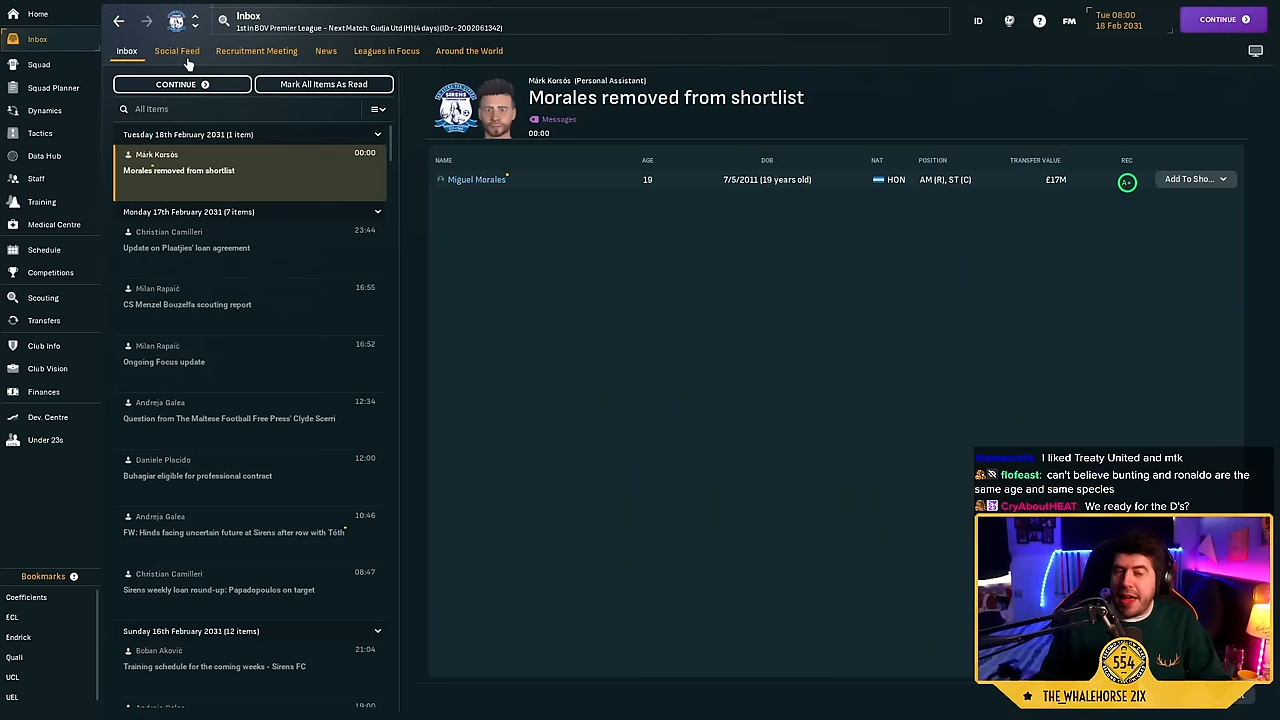 Home
Inbox
Squad
Squad Planner
Dynamics
Tactics
Data Hub
Staff
Training
Medical Centre
Schedule
Competitions
Scouting
Transfers
Club Info
Club Vision
Finances
Dev. Centre
Under 23s
Bookmarks
Coefficients
ECL
Endrick
Quali
UCL
UEL
Inbox
1st in BOV Premier League - Next Match: Gudja Utd (H) (4 days) (ID:r-2002061342)
ID
FM
Tue 08:00
18 Feb 2031
CONTINUE
Inbox Social Feed Recruitment Meeting News Leagues in Focus Around the World
CONTINUE
Mark All Items As Read
All Items
Tuesday 18th February 2031 (1 item)
Márk Korsós 00:00
Morales removed from shortlist
Monday 17th February 2031 (7 items)
Christian Camilleri 23:44
Update on Plaatjies' loan agreement
Milan Rapaić 16:55
CS Menzel Bouzelfa scouting report
Milan Rapaić 16:52
Ongoing Focus update
Andreja Galea 12:34
Question from The Maltese Football Free Press' Clyde Scerri
Daniele Placido 12:00
Buhagiar eligible for professional contract
Andreja Galea 10:46
FW: Hinds facing uncertain future at Sirens after row with Tóth
Christian Camilleri 08:47
Sirens weekly loan round-up: Papadopoulos on target
Sunday 16th February 2031 (12 items)
Boban Aković 21:04
Training schedule for the coming weeks - Sirens FC
Andreja Galea 19:00
SIRENS
Márk Korsós (Personal Assistant)
Morales removed from shortlist
Messages
00:00
NAME AGE DOB NAT POSITION TRANSFER VALUE REC
Miguel Morales 19 7/5/2011 (19 years old) HON AM (R), ST (C) £17M A+ Add To Sho...
I liked Treaty United and mtk
flofeast: can't believe bunting and ronaldo are the
same age and same species
CryAboutHEAT: We ready for the D's?
554
THE_WHALEHORSE 21X